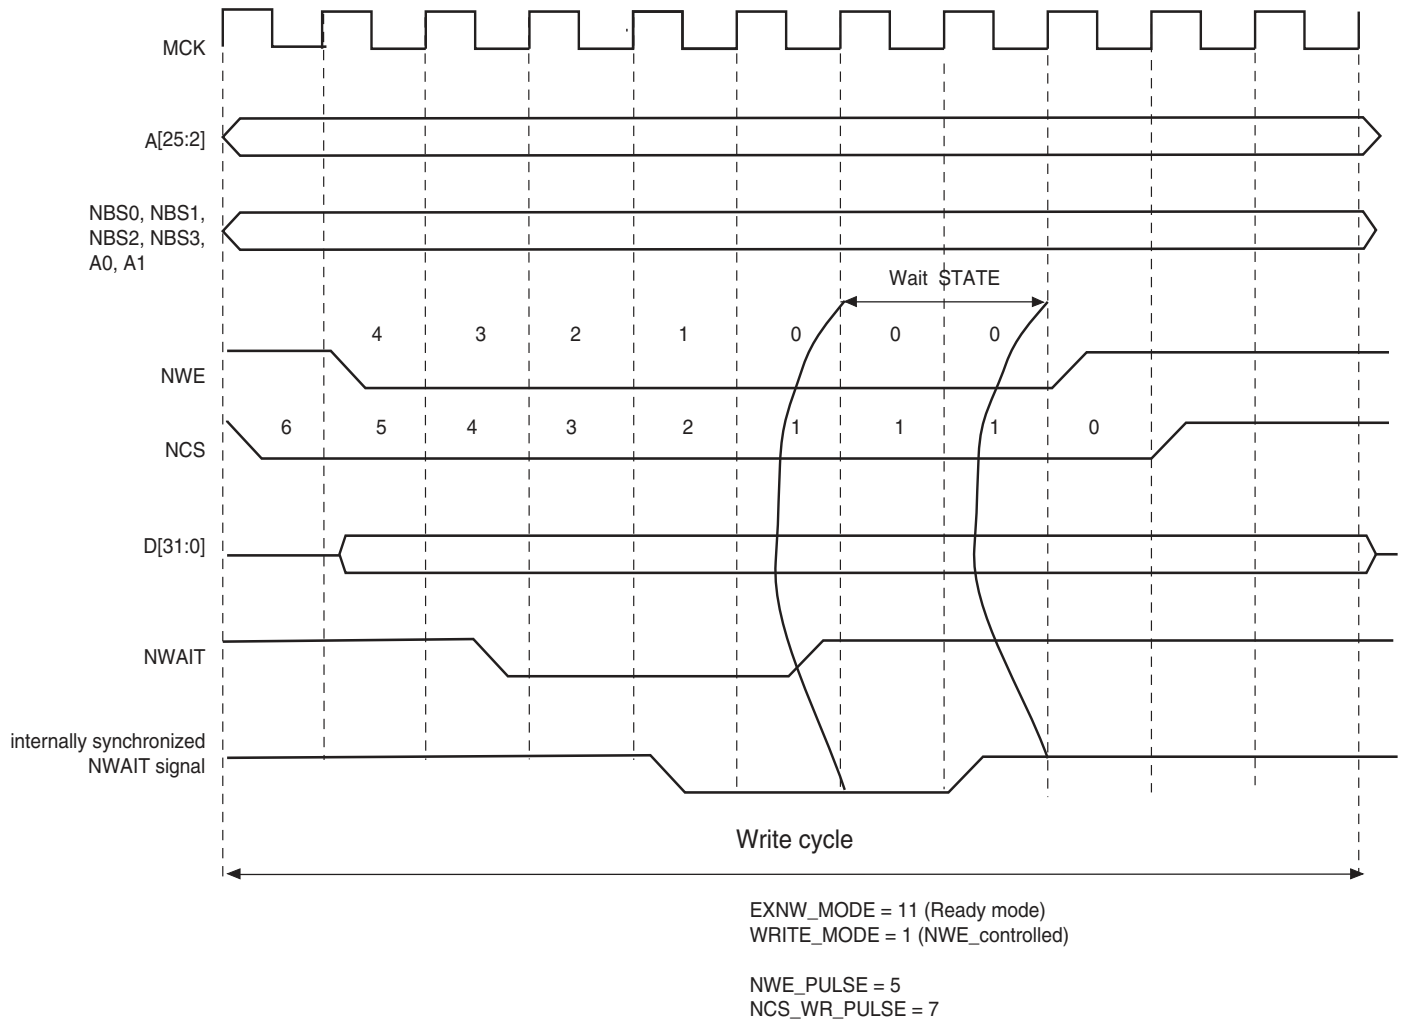 MCK
A[25:2]
NBS0, NBS1,
NBS2, NBS3,
A0, A1
Wait STATE
4 3 2 1 0 0 0
NWE
6 5 4 3 2 1 1 1 0
NCS
D[31:0]
NWAIT
internally synchronized
NWAIT signal
Write cycle
EXNW_MODE = 11 (Ready mode)
WRITE_MODE = 1 (NWE_controlled)
NWE_PULSE = 5
NCS_WR_PULSE = 7